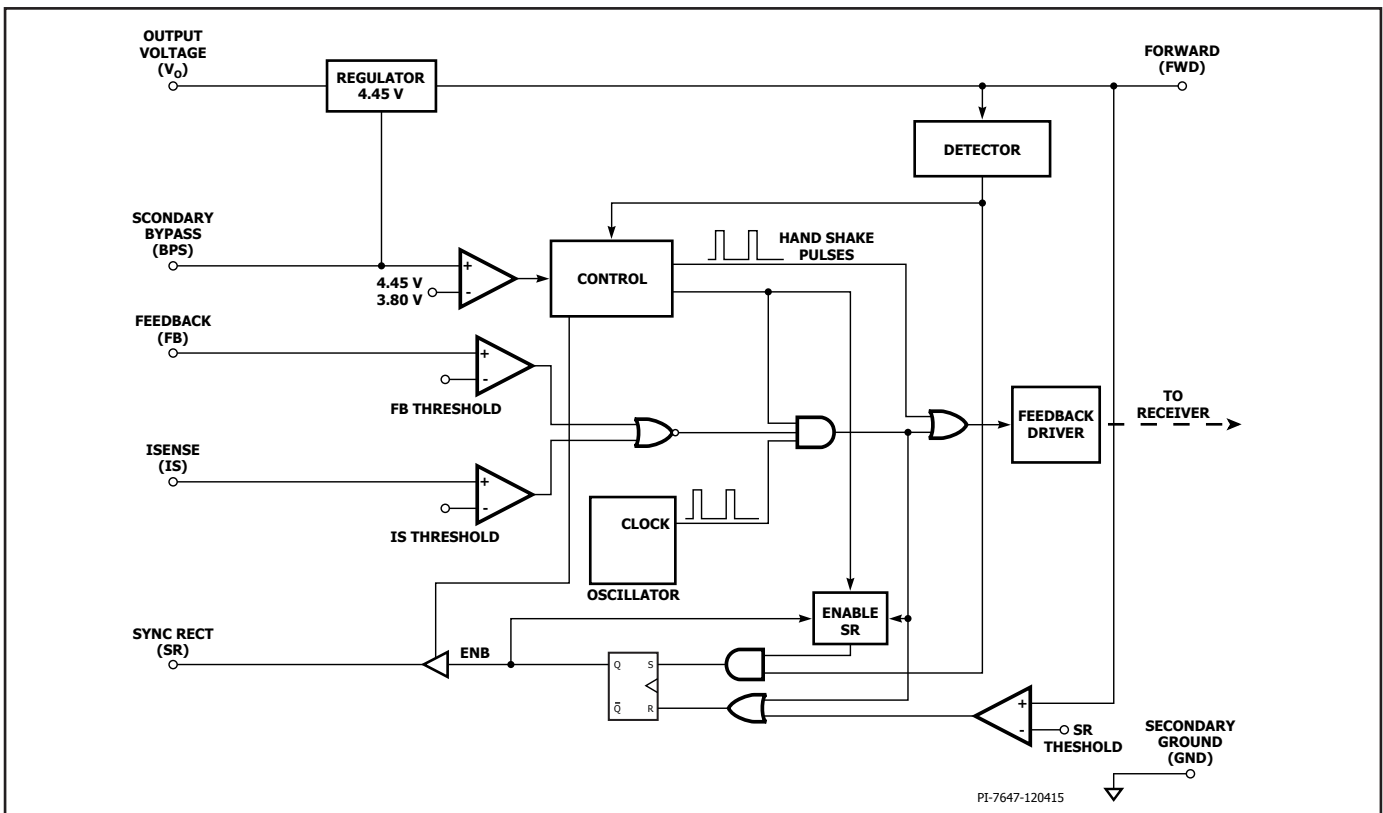 OUTPUT
VOLTAGE
(VO)
REGULATOR
4.45 V
FORWARD
(FWD)
DETECTOR
SCONDARY
BYPASS
(BPS)
+
-
4.45 V
3.80 V
CONTROL
HAND SHAKE
PULSES
FEEDBACK
(FB)
+
-
FB THRESHOLD
FEEDBACK
DRIVER
TO
RECEIVER
ISENSE
(IS)
+
-
IS THRESHOLD
CLOCK
OSCILLATOR
ENABLE
SR
SYNC RECT
(SR)
ENB
Q
S
Q̅
R
+
-
SR
THESHOLD
SECONDARY
GROUND
(GND)
PI-7647-120415